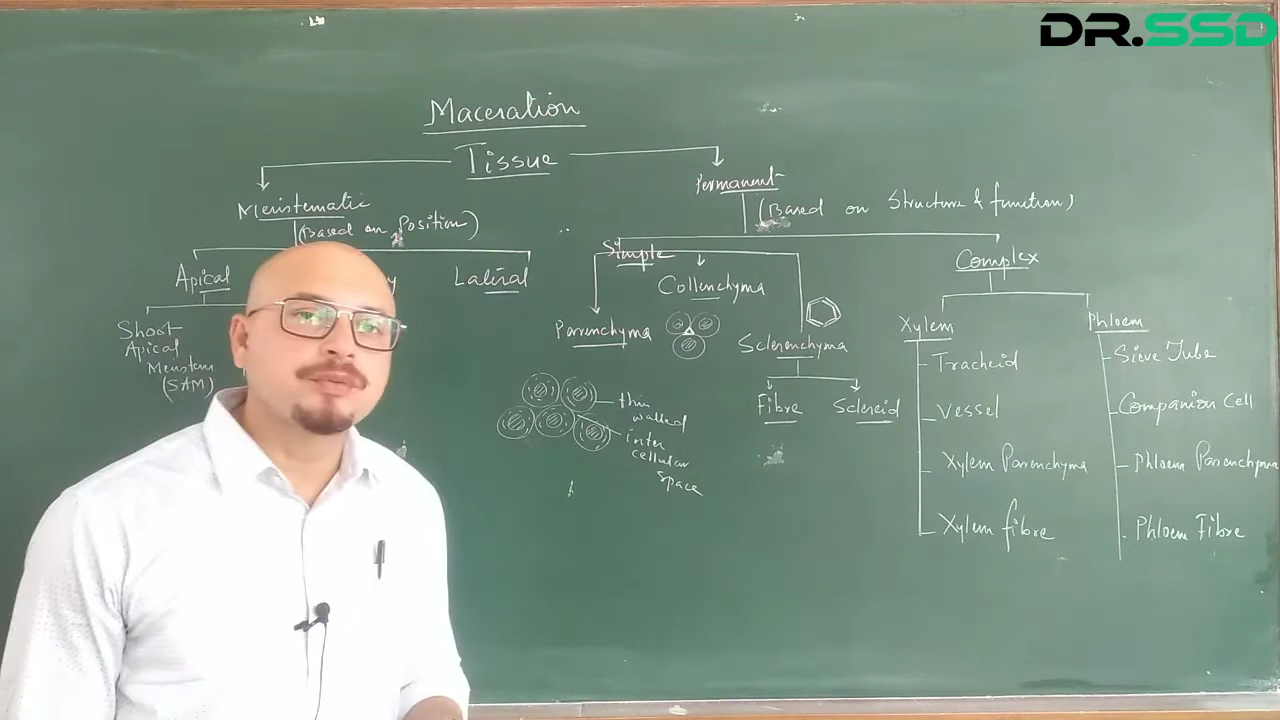 DR.SSD
Maceration
Tissue
Meristematic
(Based on Position)
Permanent
(Based on Structure & function)
Apical
Lateral
Shoot
Apical
Meristem
(SAM)
Simple
Collenchyma
Parenchyma
Sclerenchyma
Fibre
Sclereid
thin
walled
inter
cellular
space
Complex
Xylem
Tracheid
Vessel
Xylem Parenchyma
Xylem fibre
Phloem
Sieve Tube
Companion Cell
Phloem Parenchyma
Phloem Fibre